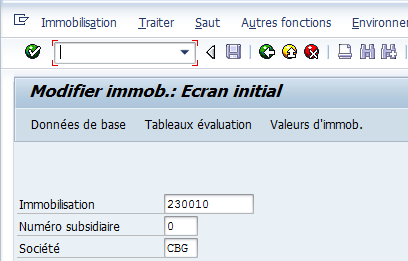 Immobilisation Traiter Saut Autres fonctions Environne
Modifier immob.: Ecran initial
Données de base Tableaux évaluation Valeurs d'immob.
Immobilisation 230010
Numéro subsidiaire 0
Société CBG